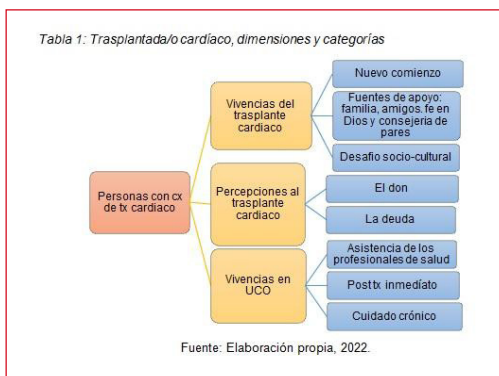 Tabla 1: Trasplantada/o cardíaco, dimensiones y categorías
Personas con cx
de tx cardiaco
Vivencias del
trasplante
cardiaco
Nuevo comienzo
Fuentes de apoyo:
familia, amigos. fe en
Dios y consejería de
pares
Desafio socio-cultural
Percepciones al
trasplante
cardiaco
El don
La deuda
Vivencias en
UCO
Asistencia de los
profesionales de salud
Post tx inmedíato
Cuidado crónico
Fuente: Elaboración propia, 2022.